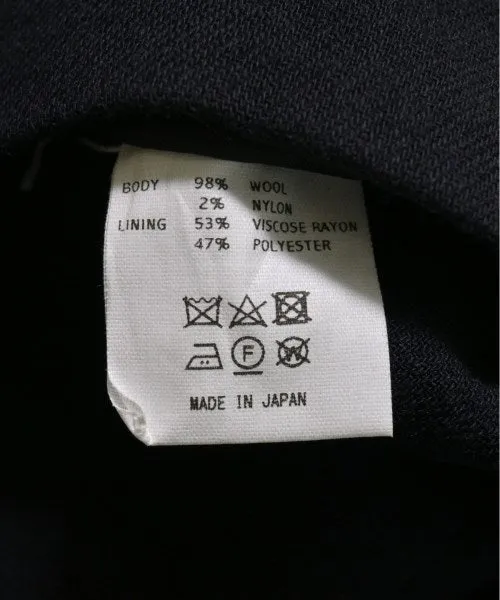 BODY 98% WOOL
2% NYLON
LINING 53% VISCOSE RAYON
47% POLYESTER
F W
MADE IN JAPAN